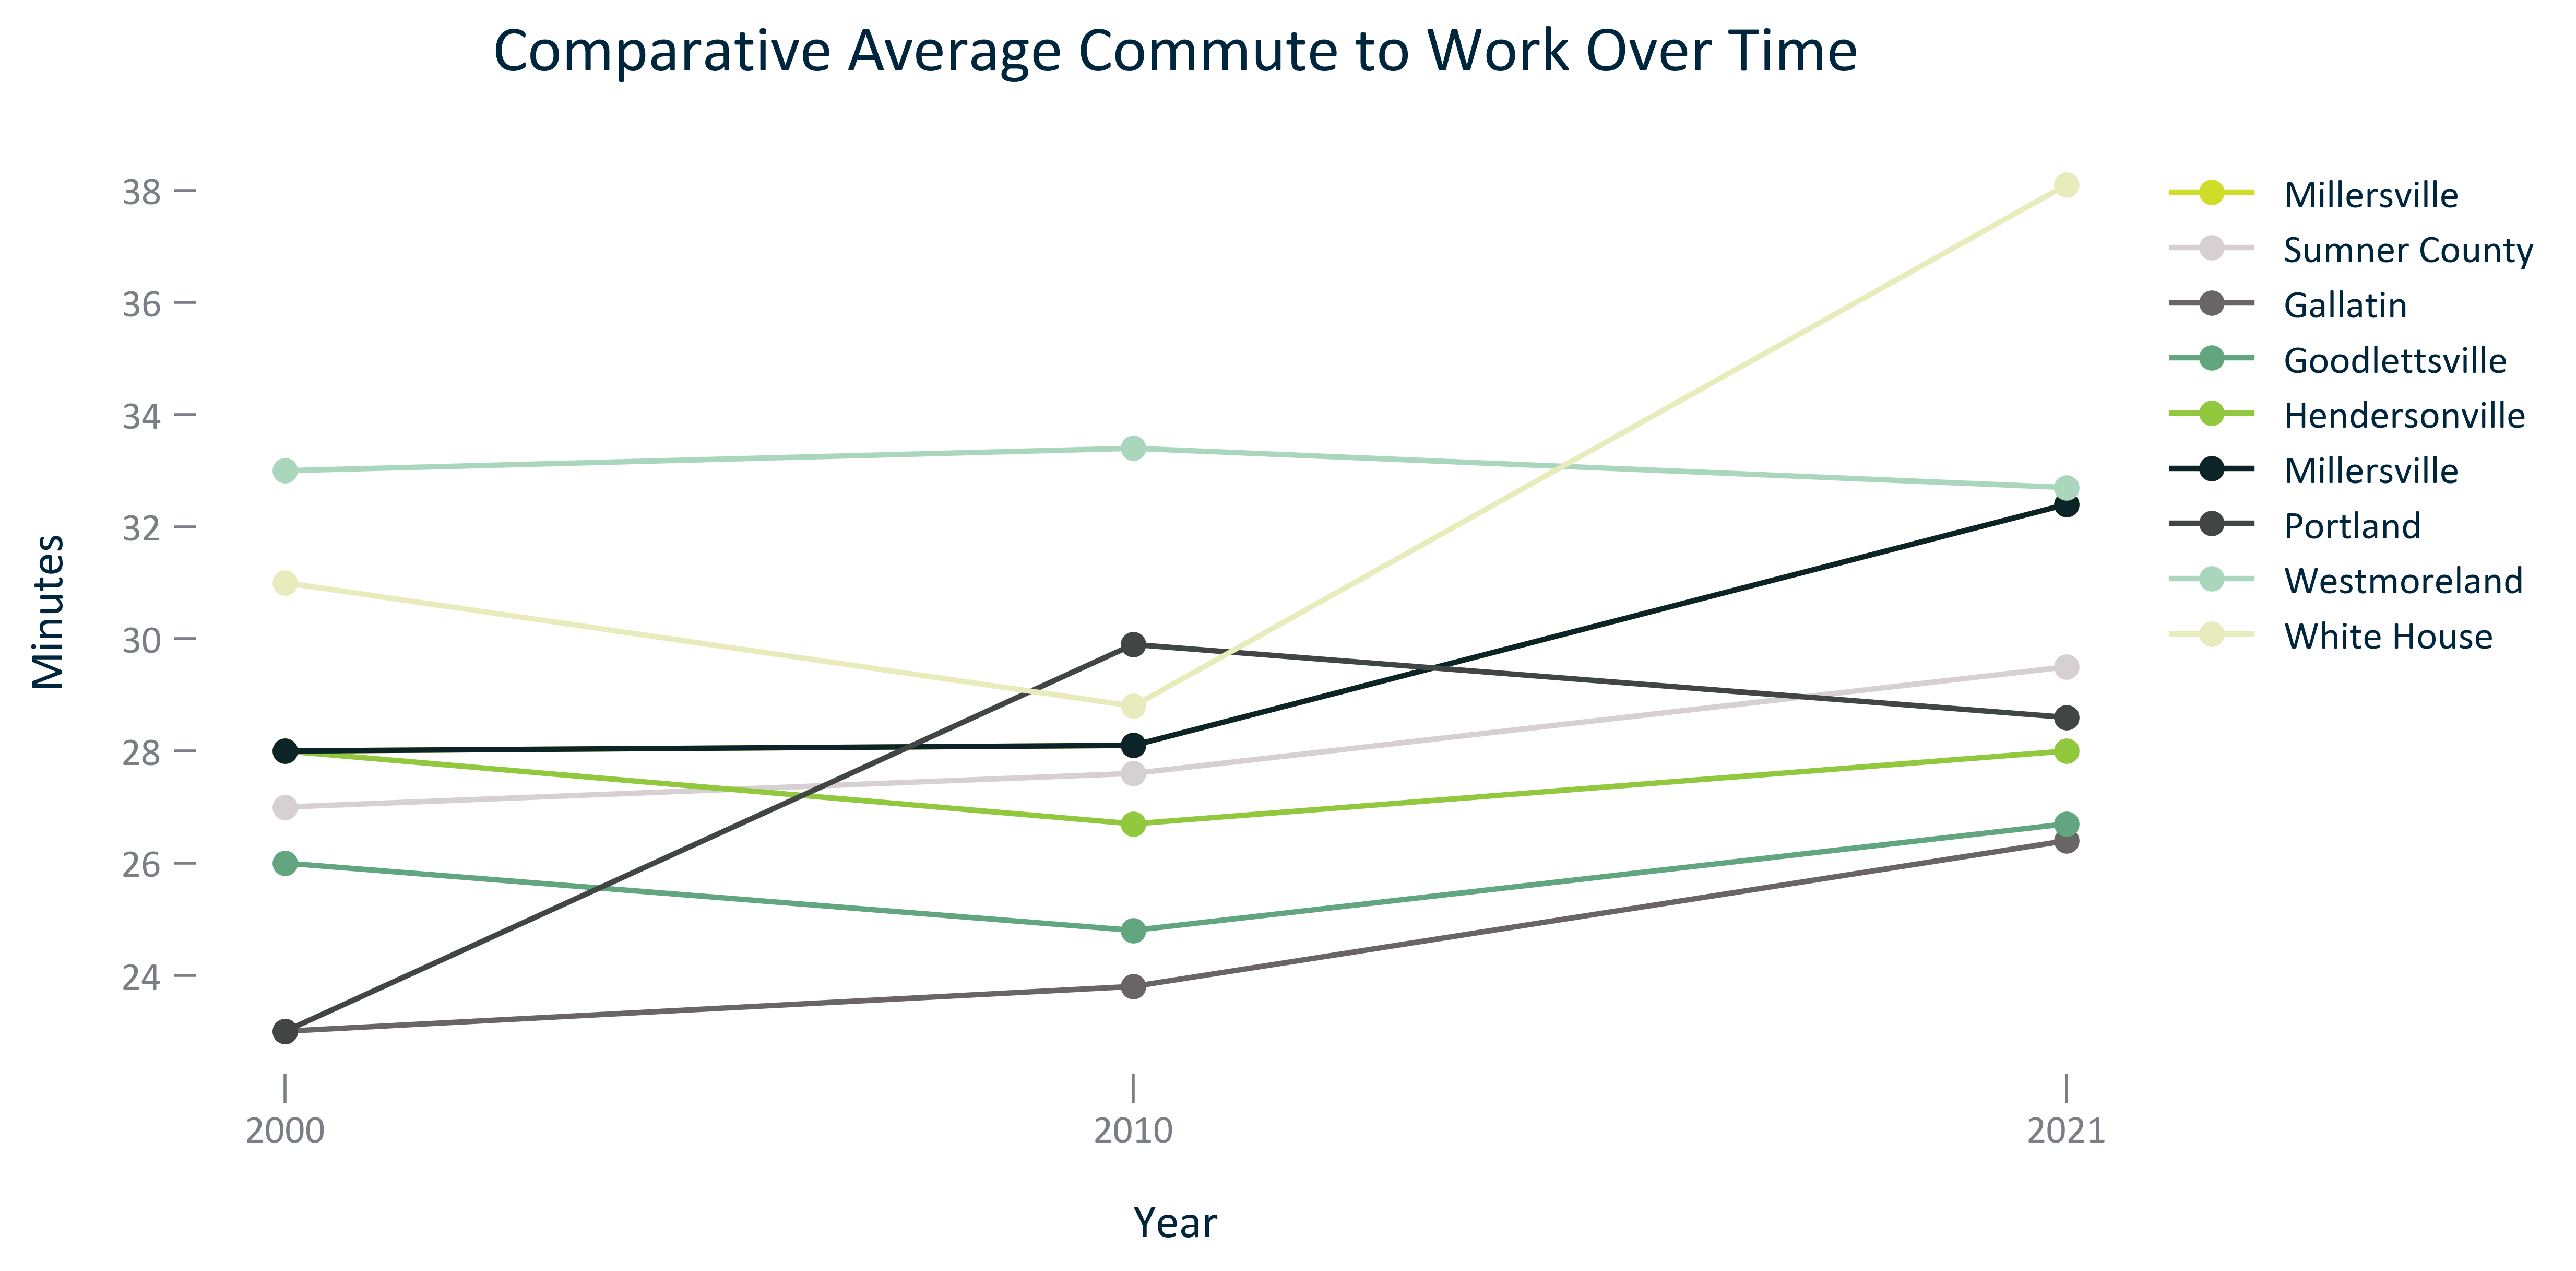 Comparative Average Commute to Work Over Time
38
36
34
32
30
28
26
24
Minutes
2000
2010
2021
Year
Millersville
Sumner County
Gallatin
Goodlettsville
Hendersonville
Millersville
Portland
Westmoreland
White House